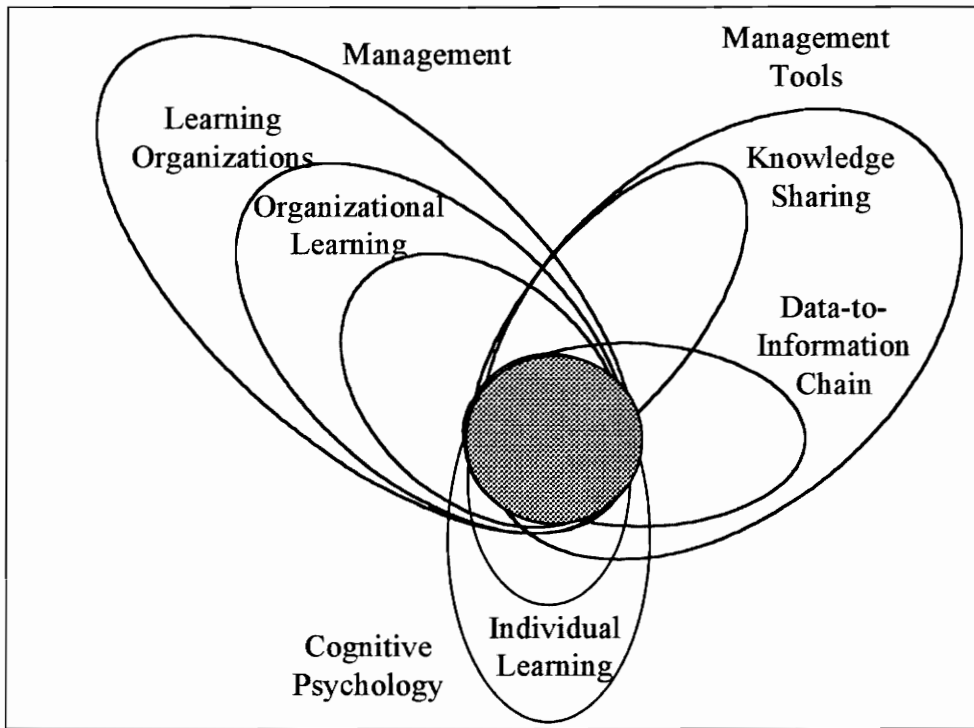 Management
Management
Tools
Learning
Organizations
Organizational
Learning
Knowledge
Sharing
Data-to-
Information
Chain
Cognitive
Psychology
Individual
Learning